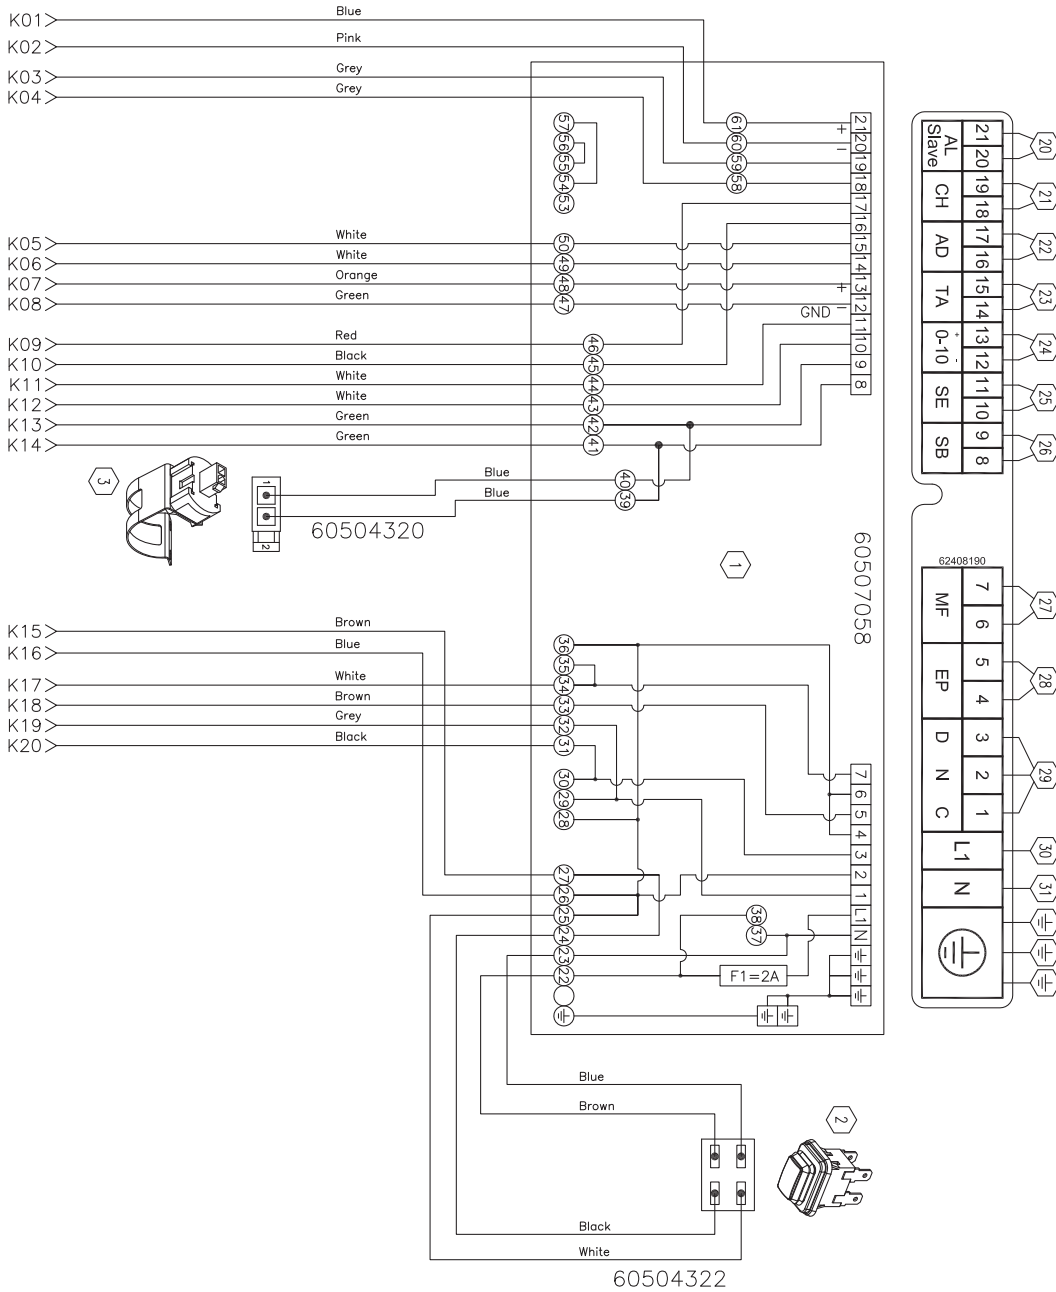 K01 Blue
K02 Pink
K03 Grey
K04 Grey
K05 White
K06 White
K07 Orange
K08 Green
K09 Red
K10 Black
K11 White
K12 White
K13 Green
K14 Green
Blue
Blue
3
1
2
60504320
K15 Brown
K16 Blue
K17 White
K18 Brown
K19 Grey
K20 Black
57
56
55
54
53
50
49
48
47
46
45
44
43
42
41
40
39
61
60
59
58
21
20
19
18
17
16
15
14
13
12
11
10
9
8
+
-
+
GND -
1
60507058
36
35
34
33
32
31
30
29
28
27
26
25
24
23
22
38
37
F1=2A
7
6
5
4
3
2
1
L1
N
Blue
Brown
2
Black
White
60504322
AL Slave 21 20 20
CH 19 18 21
AD 17 16 22
TA 15 14 23
0-10 + - 13 12 24
SE 11 10 25
SB 9 8 26
62408190
MF 7 6 27
EP 5 4 28
D N C 3 2 1 29
L1 30
N 31